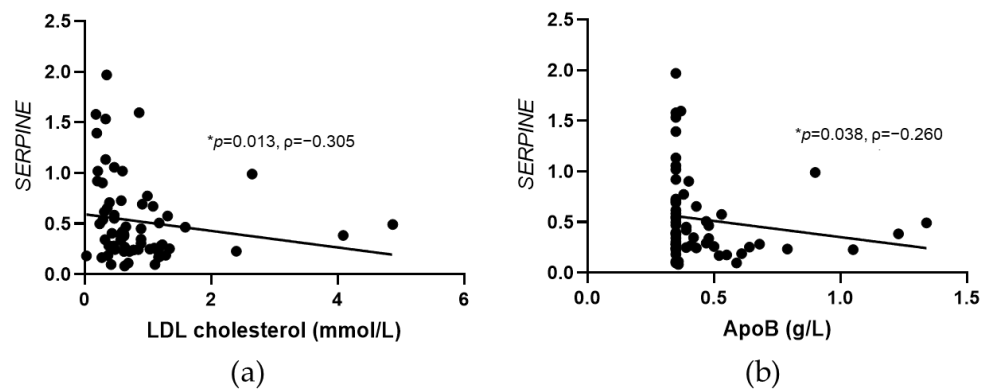 2.5
2.0
1.5
1.0
0.5
0.0
SERPINE
*p=0.013, ρ=−0.305
0
2
4
6
LDL cholesterol (mmol/L)
(a)
2.5
2.0
1.5
1.0
0.5
0.0
SERPINE
*p=0.038, ρ=−0.260
0.0
0.5
1.0
1.5
ApoB (g/L)
(b)